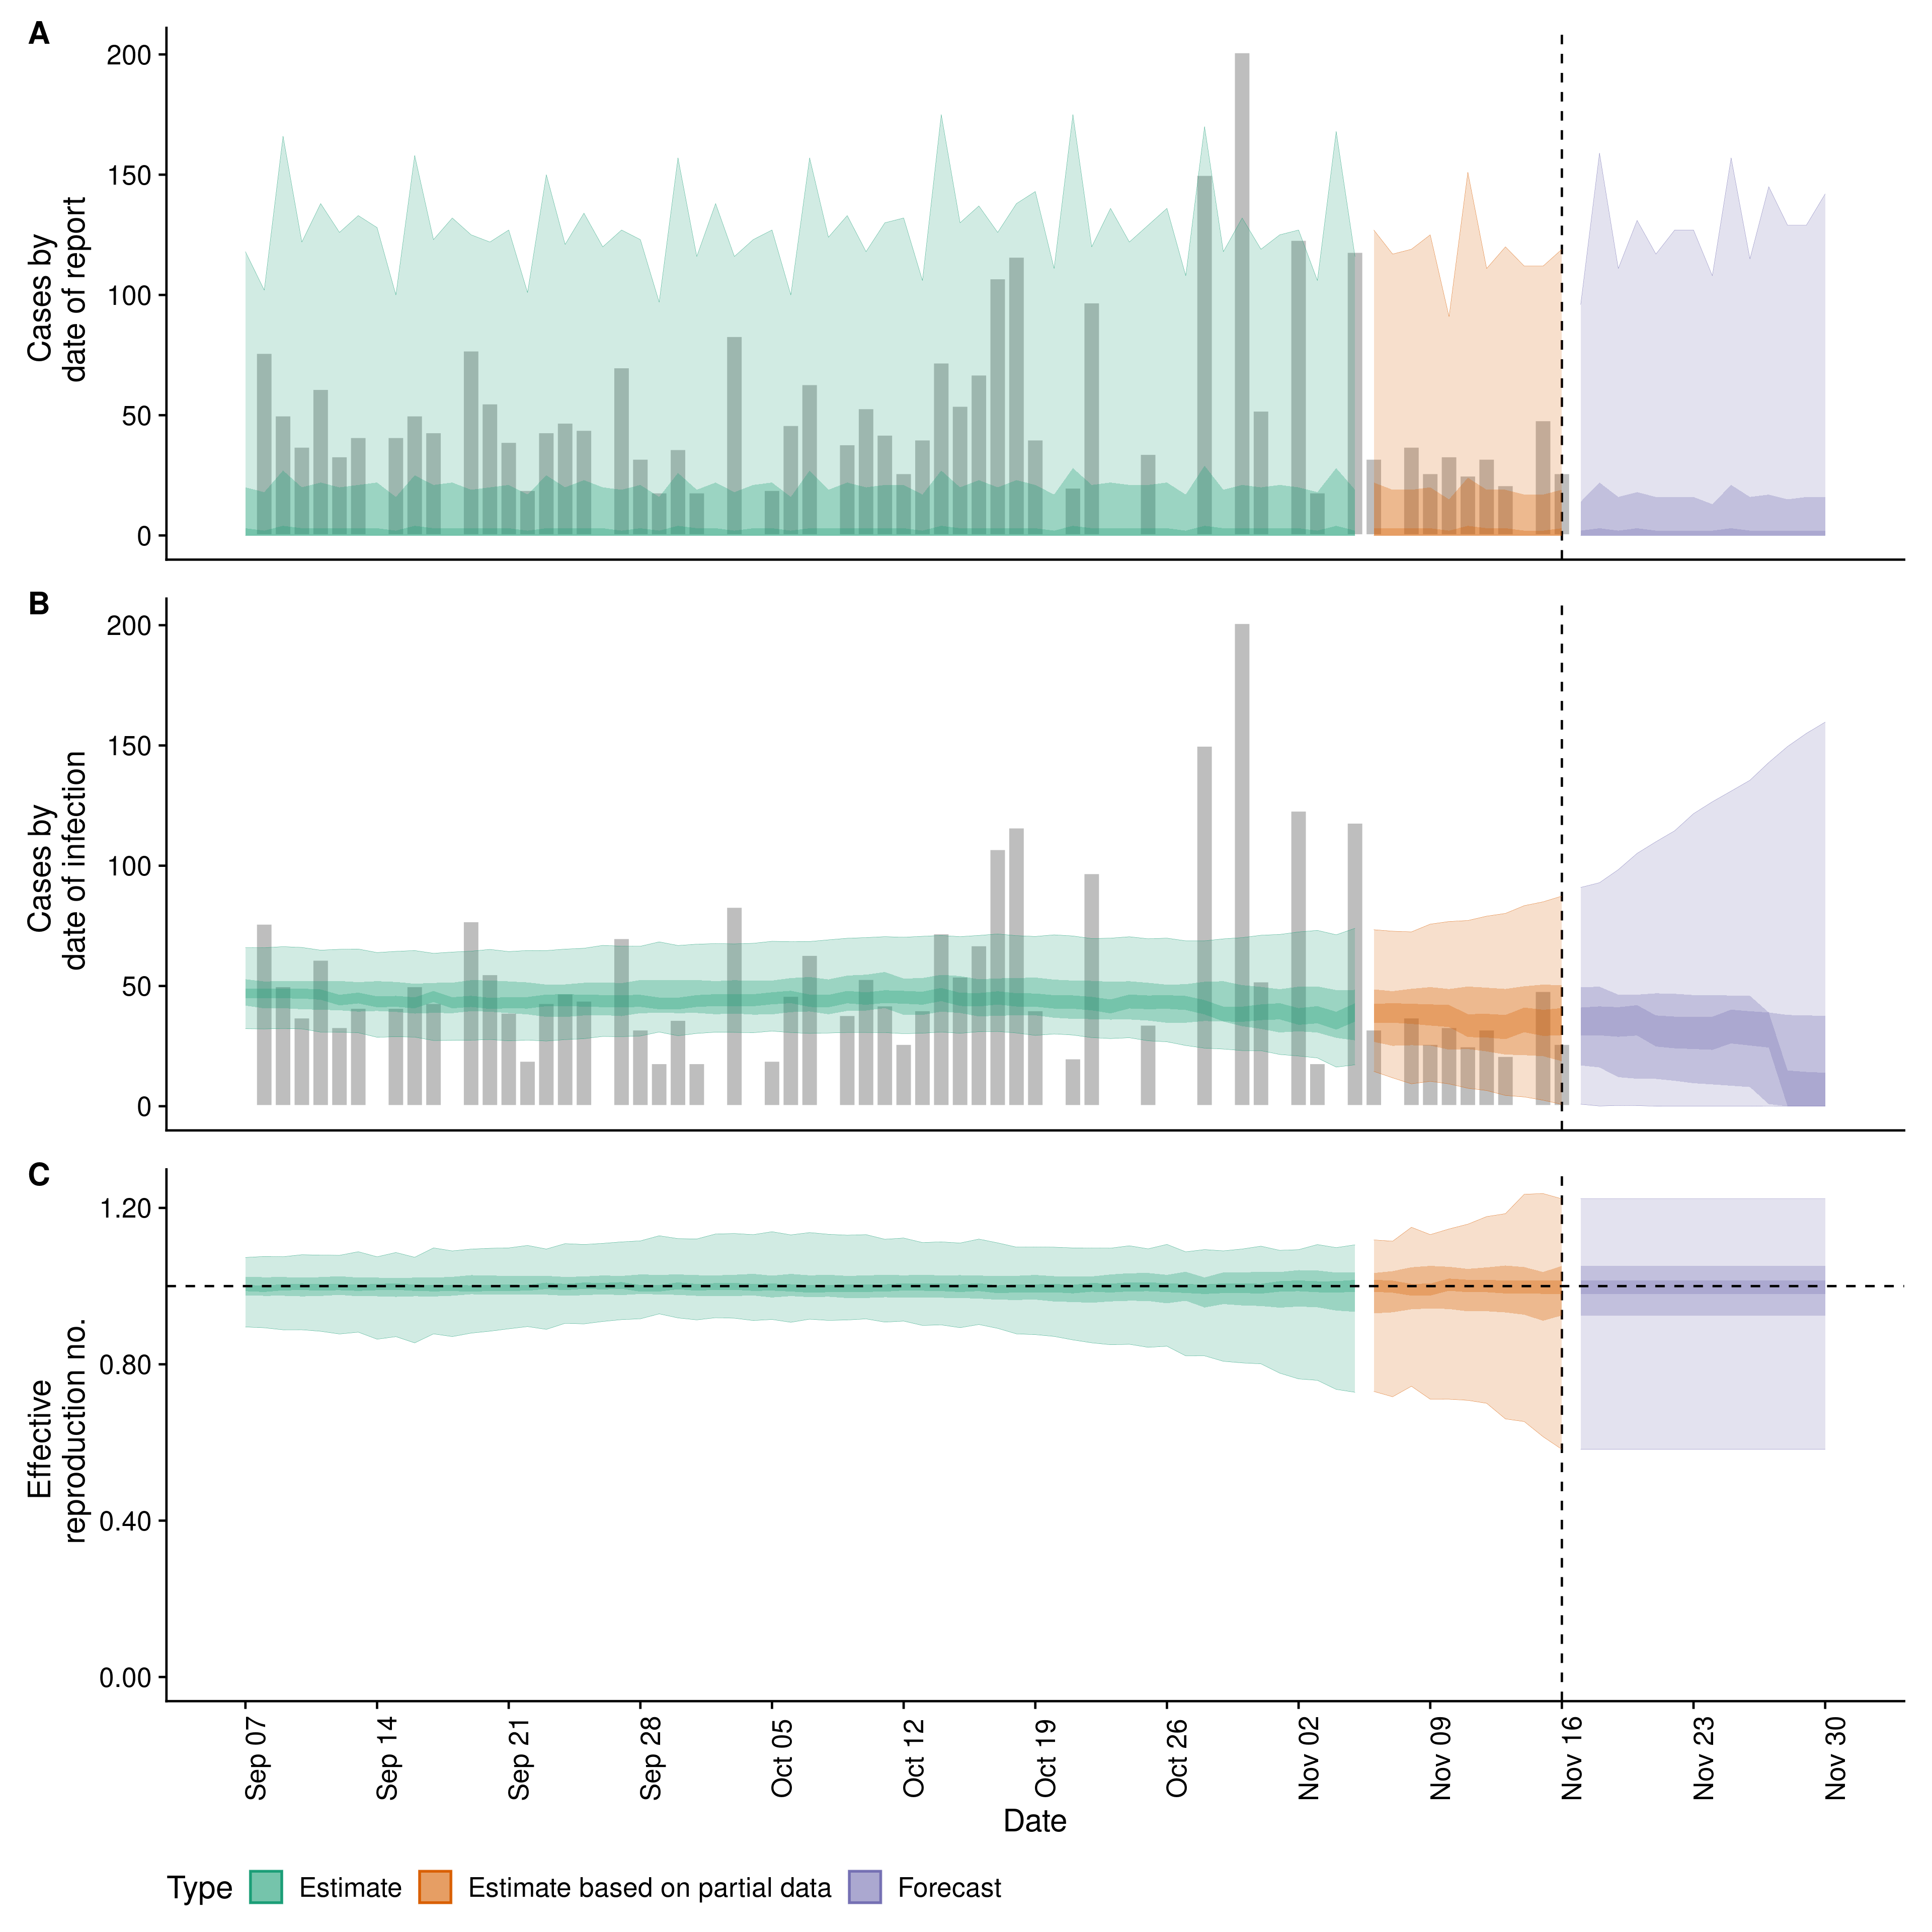 A
200
150
100
50
0
Cases by
date of report
B
200
150
100
50
0
Cases by
date of infection
C
1.20
0.80
0.40
0.00
Effective
reproduction no.
Sep 07
Sep 14
Sep 21
Sep 28
Oct 05
Oct 12
Oct 19
Oct 26
Nov 02
Nov 09
Nov 16
Nov 23
Nov 30
Date
Type Estimate Estimate based on partial data Forecast